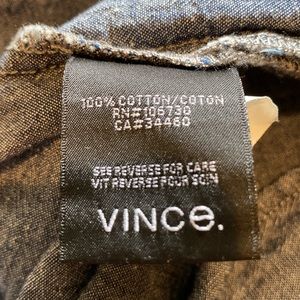 100% COTTON/COTON
RN#106730
CA#34460
SEE REVERSE FOR CARE
VIT REVERSE POUR SOIN
VINCe.